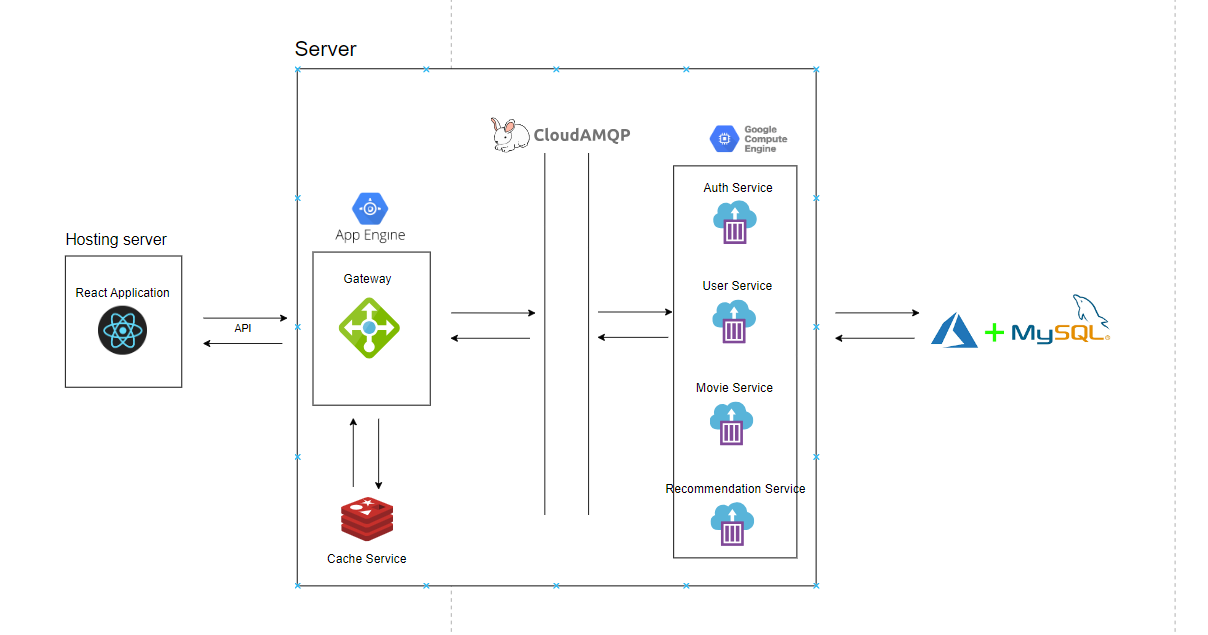 Server
CloudAMQP
Google
Compute
Engine
Auth Service
App Engine
Hosting server
Gateway
User Service
React Application
API
MySQL
Movie Service
Recommendation Service
Cache Service